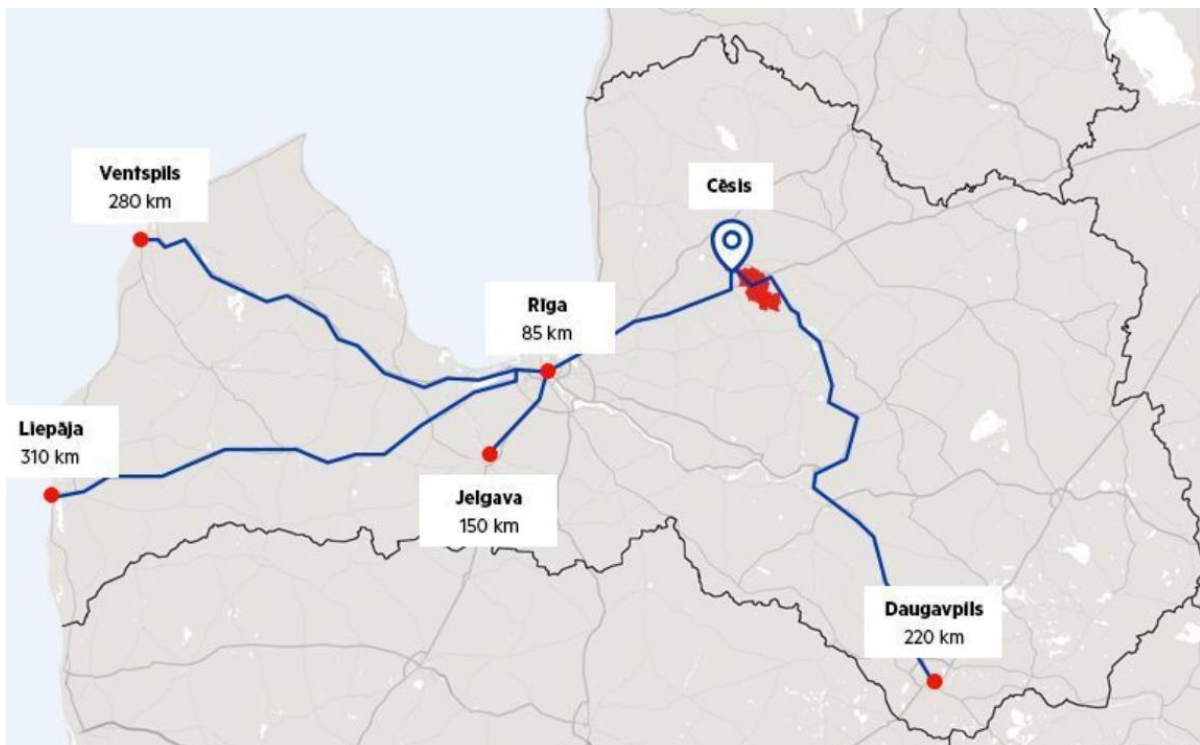 Ventspils
280 km
Cēsis
Rīga
85 km
Liepāja
310 km
Jelgava
150 km
Daugavpils
220 km